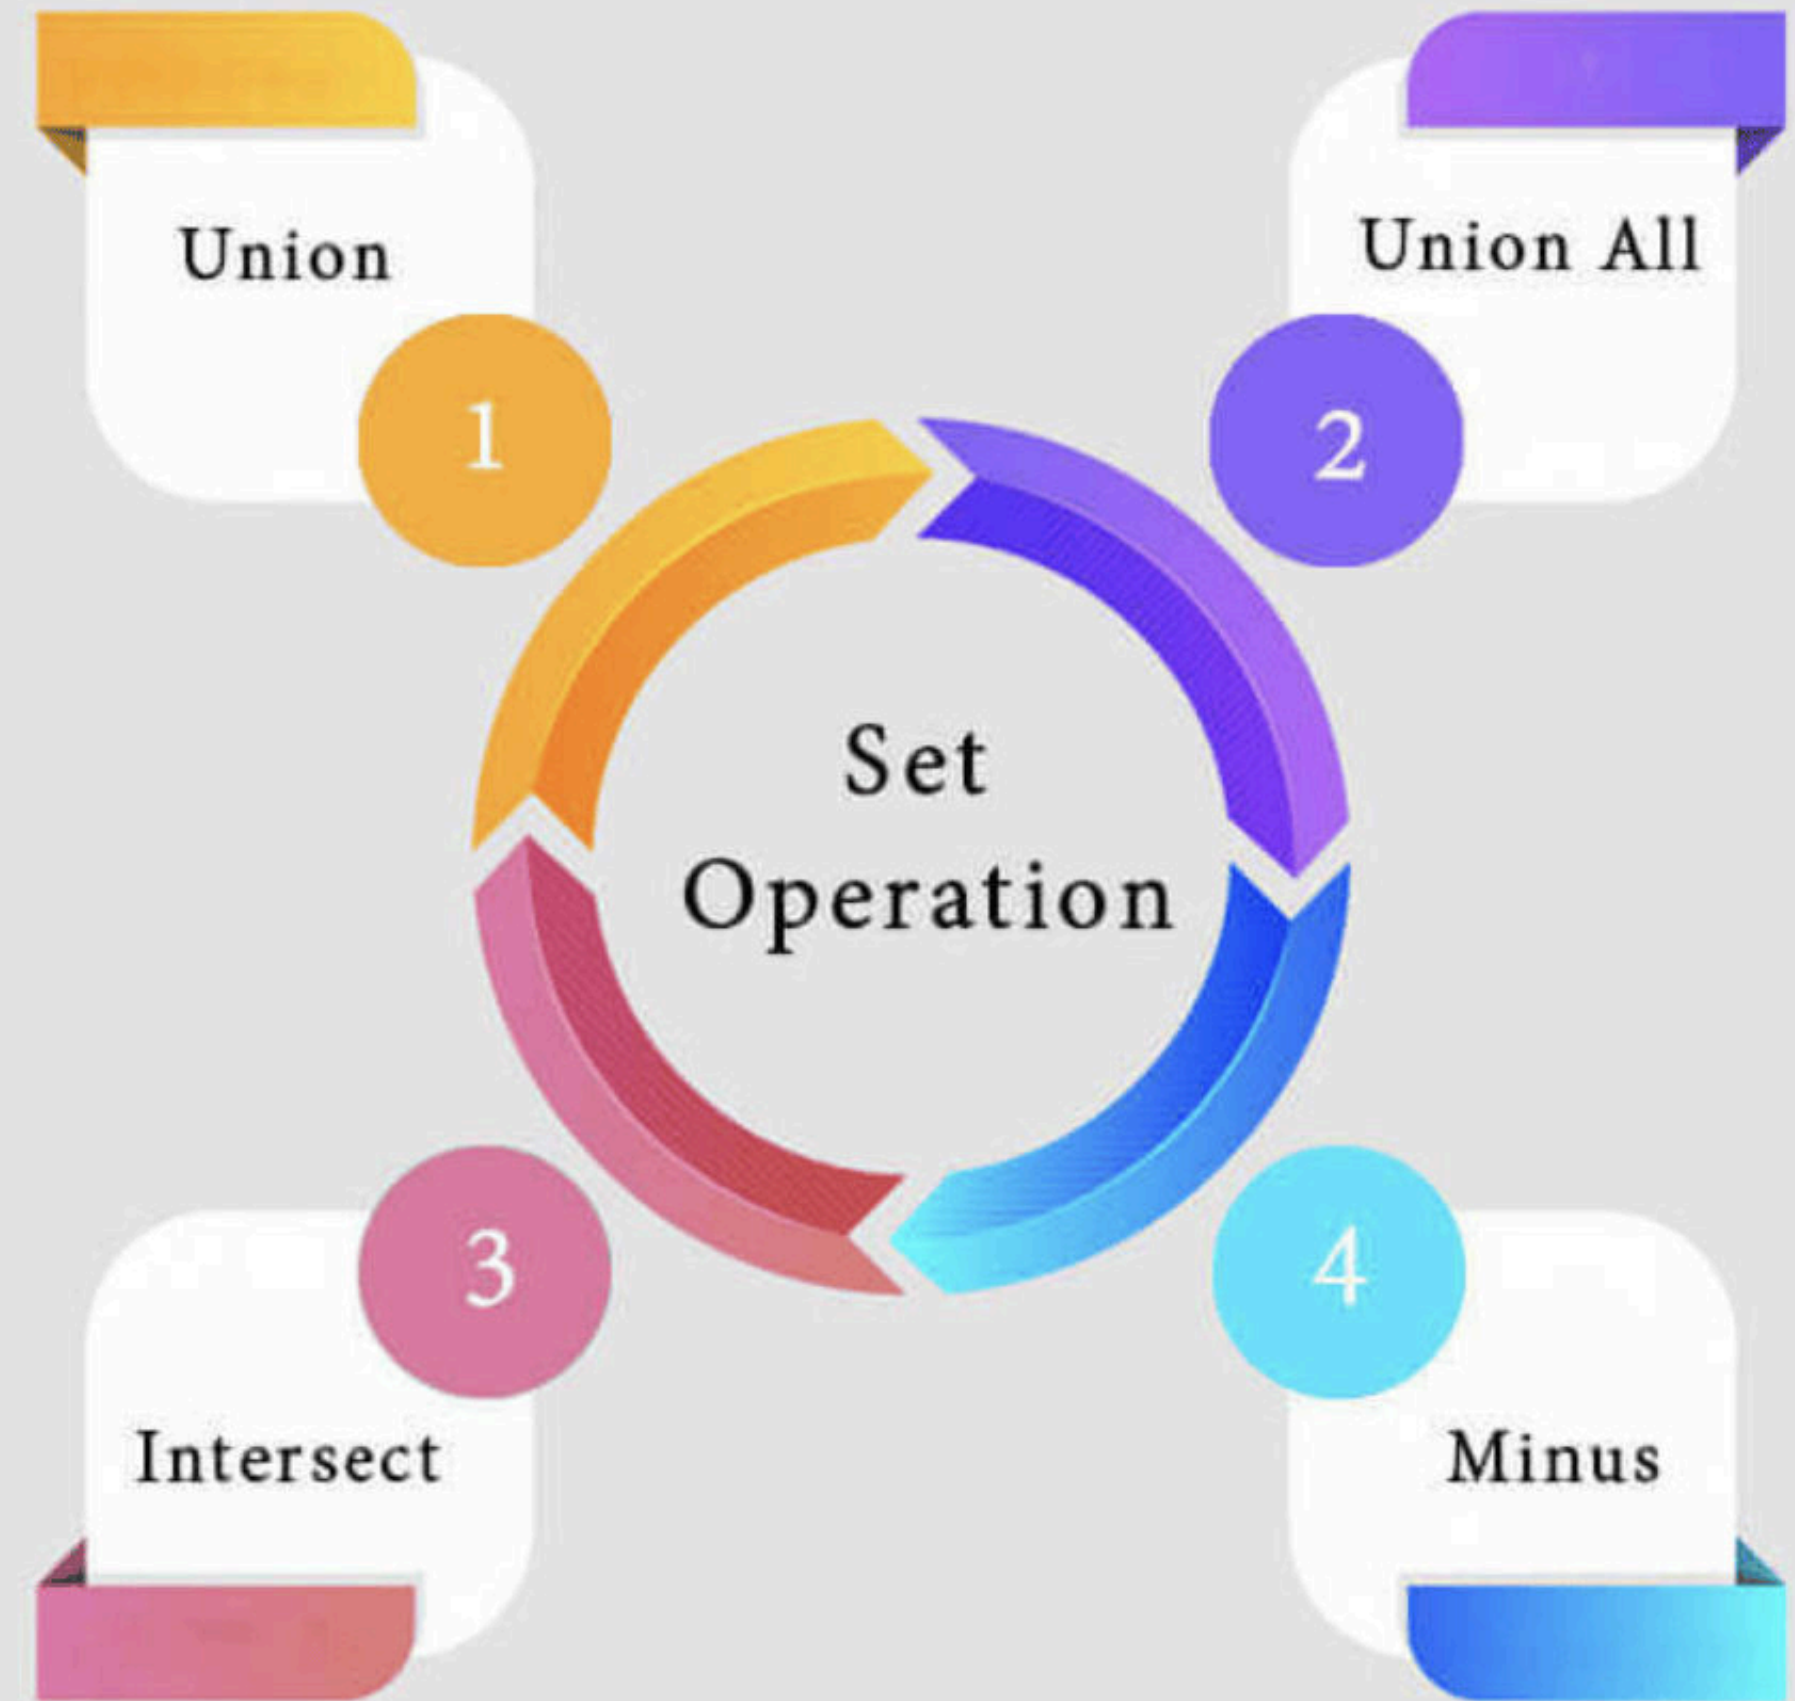 Union
1
Union All
2
Set
Operation
3
Intersect
4
Minus